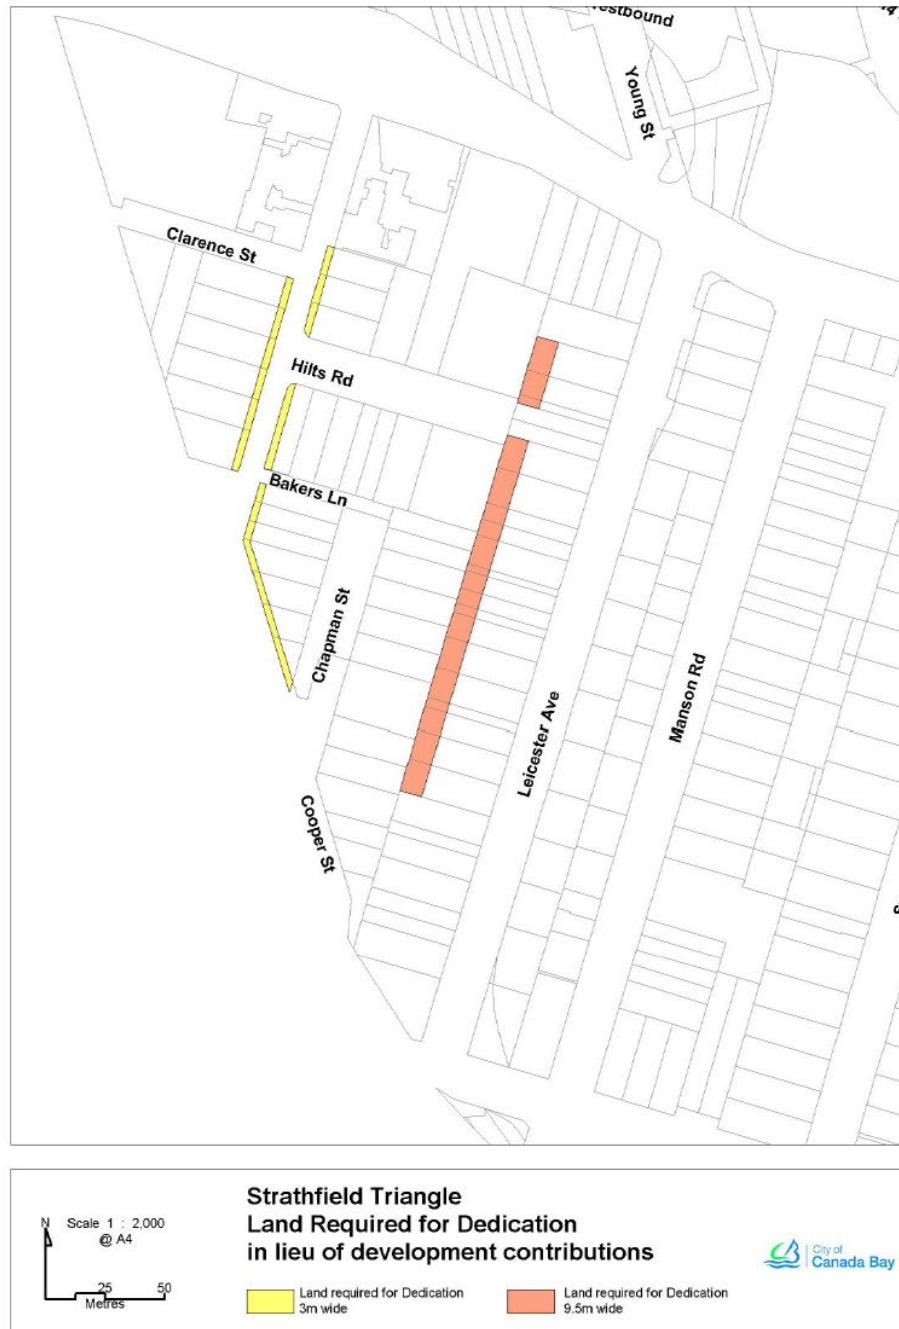 Young St
Clarence St
Hilts Rd
Bakers Ln
Chapman St
Leicester Ave
Manson Rd
Cooper St
Strathfield Triangle
Land Required for Dedication
in lieu of development contributions
N
Scale 1 : 2,000
@ A4
25 50
Metres
Land required for Dedication
3m wide
Land required for Dedication
9.5m wide
City of
Canada Bay